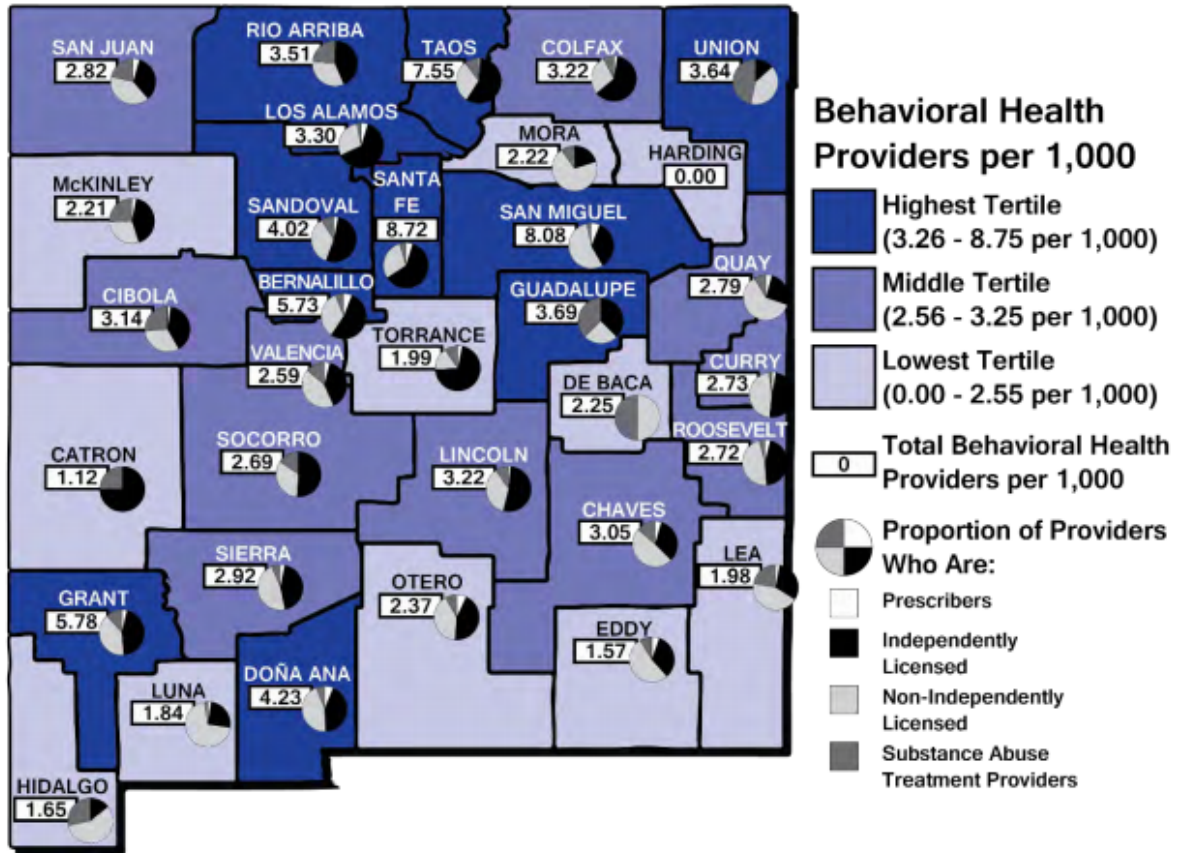 SAN JUAN
2.82
RIO ARRIBA
3.51
TAOS
7.55
COLFAX
3.22
UNION
3.64
LOS ALAMOS
3.30
MORA
2.22
HARDING
0.00
McKINLEY
2.21
SANDOVAL
4.02
SANTA
FE
8.72
SAN MIGUEL
8.08
QUAY
2.79
CIBOLA
3.14
BERNALILLO
5.73
GUADALUPE
3.69
TORRANCE
1.99
VALENCIA
2.59
CURRY
2.73
DE BACA
2.25
ROOSEVELT
2.72
CATRON
1.12
SOCORRO
2.69
LINCOLN
3.22
CHAVES
3.05
LEA
1.98
SIERRA
2.92
OTERO
2.37
GRANT
5.78
EDDY
1.57
LUNA
1.84
DOÑA ANA
4.23
HIDALGO
1.65
Behavioral Health
Providers per 1,000
Highest Tertile
(3.26 - 8.75 per 1,000)
Middle Tertile
(2.56 - 3.25 per 1,000)
Lowest Tertile
(0.00 - 2.55 per 1,000)
0
Total Behavioral Health
Providers per 1,000
Proportion of Providers
Who Are:
Prescribers
Independently
Licensed
Non-Independently
Licensed
Substance Abuse
Treatment Providers